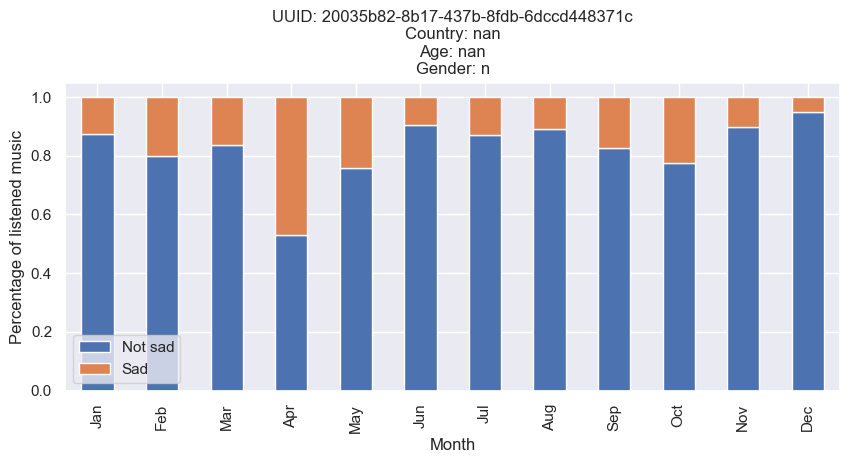 UUID: 20035b82-8b17-437b-8fdb-6dccd448371c
Country: nan
Age: nan
Gender: n
Percentage of listened music
1.0
0.8
0.6
0.4
0.2
0.0
Not sad
Sad
Jan
Feb
Mar
Apr
May
Jun
Jul
Aug
Sep
Oct
Nov
Dec
Month